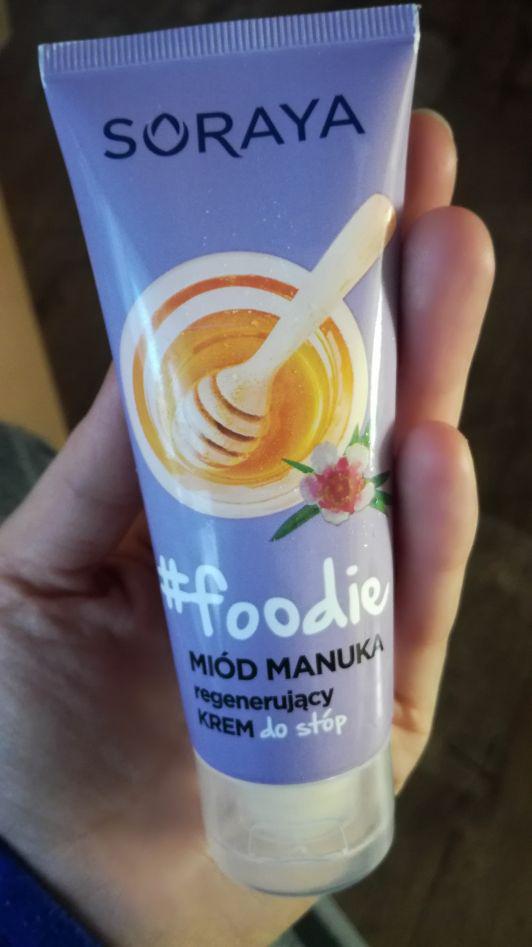 SORAYA
#foodie
MIÓD MANUKA
regenerujący
KREM do stóp